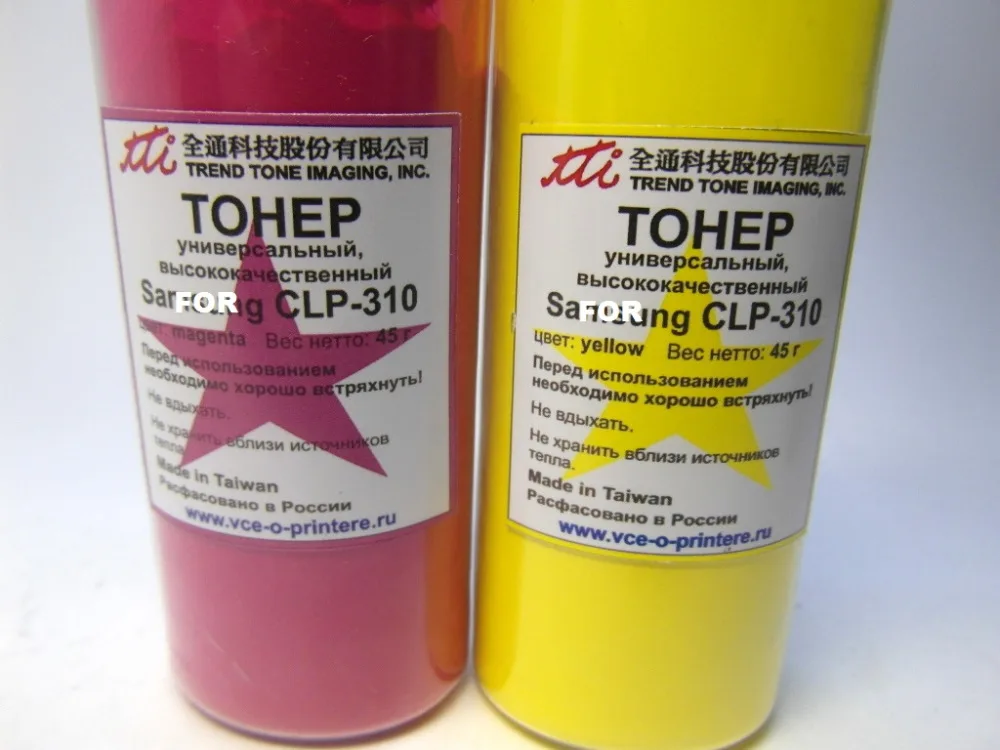 tti 全通科技股份有限公司
TREND TONE IMAGING, INC.
ТОНЕР
универсальный,
высококачественный
Samsung CLP-310
FOR
цвет: magenta Вес нетто: 45 г
Перед использованием
необходимо хорошо встряхнуть!
Не вдыхать.
Не хранить вблизи источников
тепла.
Made in Taiwan
Расфасовано в России
www.vce-o-printere.ru
tti 全通科技股份有限公司
TREND TONE IMAGING, INC.
ТОНЕР
универсальный,
высококачественный
Samsung CLP-310
FOR
цвет: yellow Вес нетто: 45 г
Перед использованием
необходимо хорошо встряхнуть!
Не вдыхать.
Не хранить вблизи источников
тепла.
Made in Taiwan
Расфасовано в России
www.vce-o-printere.ru